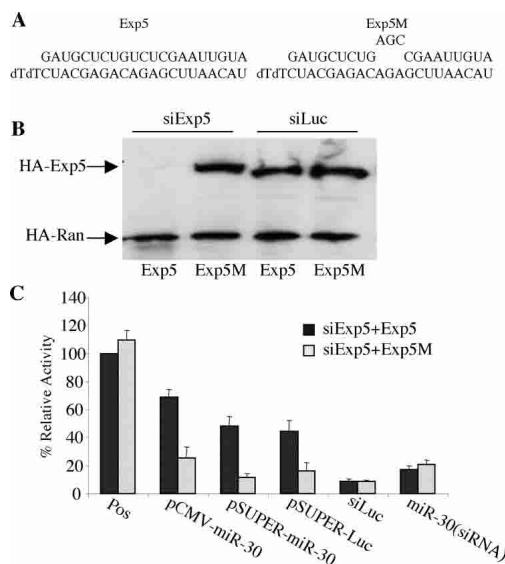 A
Exp5
Exp5M
AGC
GAUGCUCUGUCUCGAAUUGUA
GAUGCUCUG CGAAUUGUA
dTdTCUACGAGACAGAGCUUAACAU
dTdTCUACGAGACAGAGCUUAACAU
B
siExp5
siLuc
HA-Exp5
HA-Ran
Exp5 Exp5M Exp5 Exp5M
C
% Relative Activity
140
120
100
80
60
40
20
0
siExp5+Exp5
siExp5+Exp5M
Pos
pCMV-miR-30
pSUPER-miR-30
pSUPER-Luc
siLuc
miR-30(siRNA)